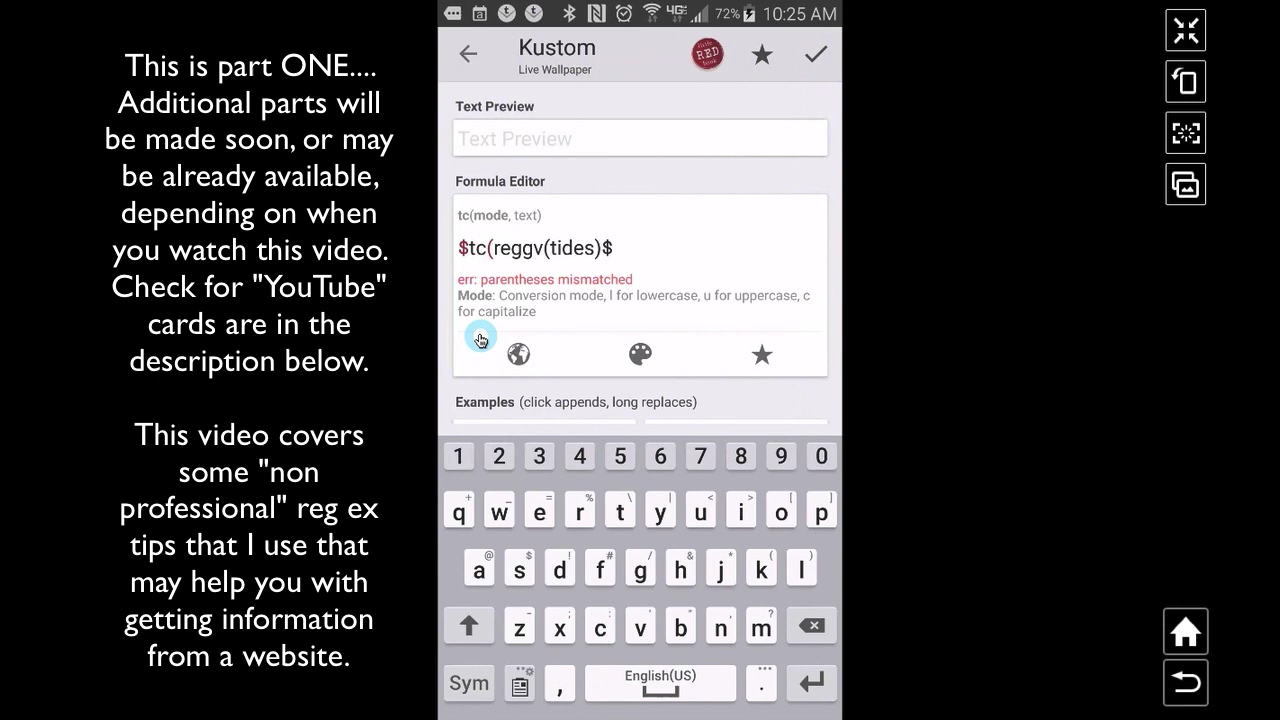 This is part ONE....
Additional parts will
be made soon, or may
be already available,
depending on when
you watch this video.
Check for "YouTube"
cards are in the
description below.
This video covers
some "non
professional" reg ex
tips that I use that
may help you with
getting information
from a website.
72% 10:25 AM
Kustom
Live Wallpaper
RED
Text Preview
Text Preview
Formula Editor
tc(mode, text)
$tc(reggv(tides)$
err: parentheses mismatched
Mode: Conversion mode, l for lowercase, u for uppercase, c
for capitalize
Examples (click appends, long replaces)
1 2 3 4 5 6 7 8 9 0
+ _ = % \ | < > [ ]
q w e r t y u i o p
@ $ ! # / & * ( )
a s d f g h j k l
- ; : ' " , ?
z x c v b n m
Sym , English(US) .